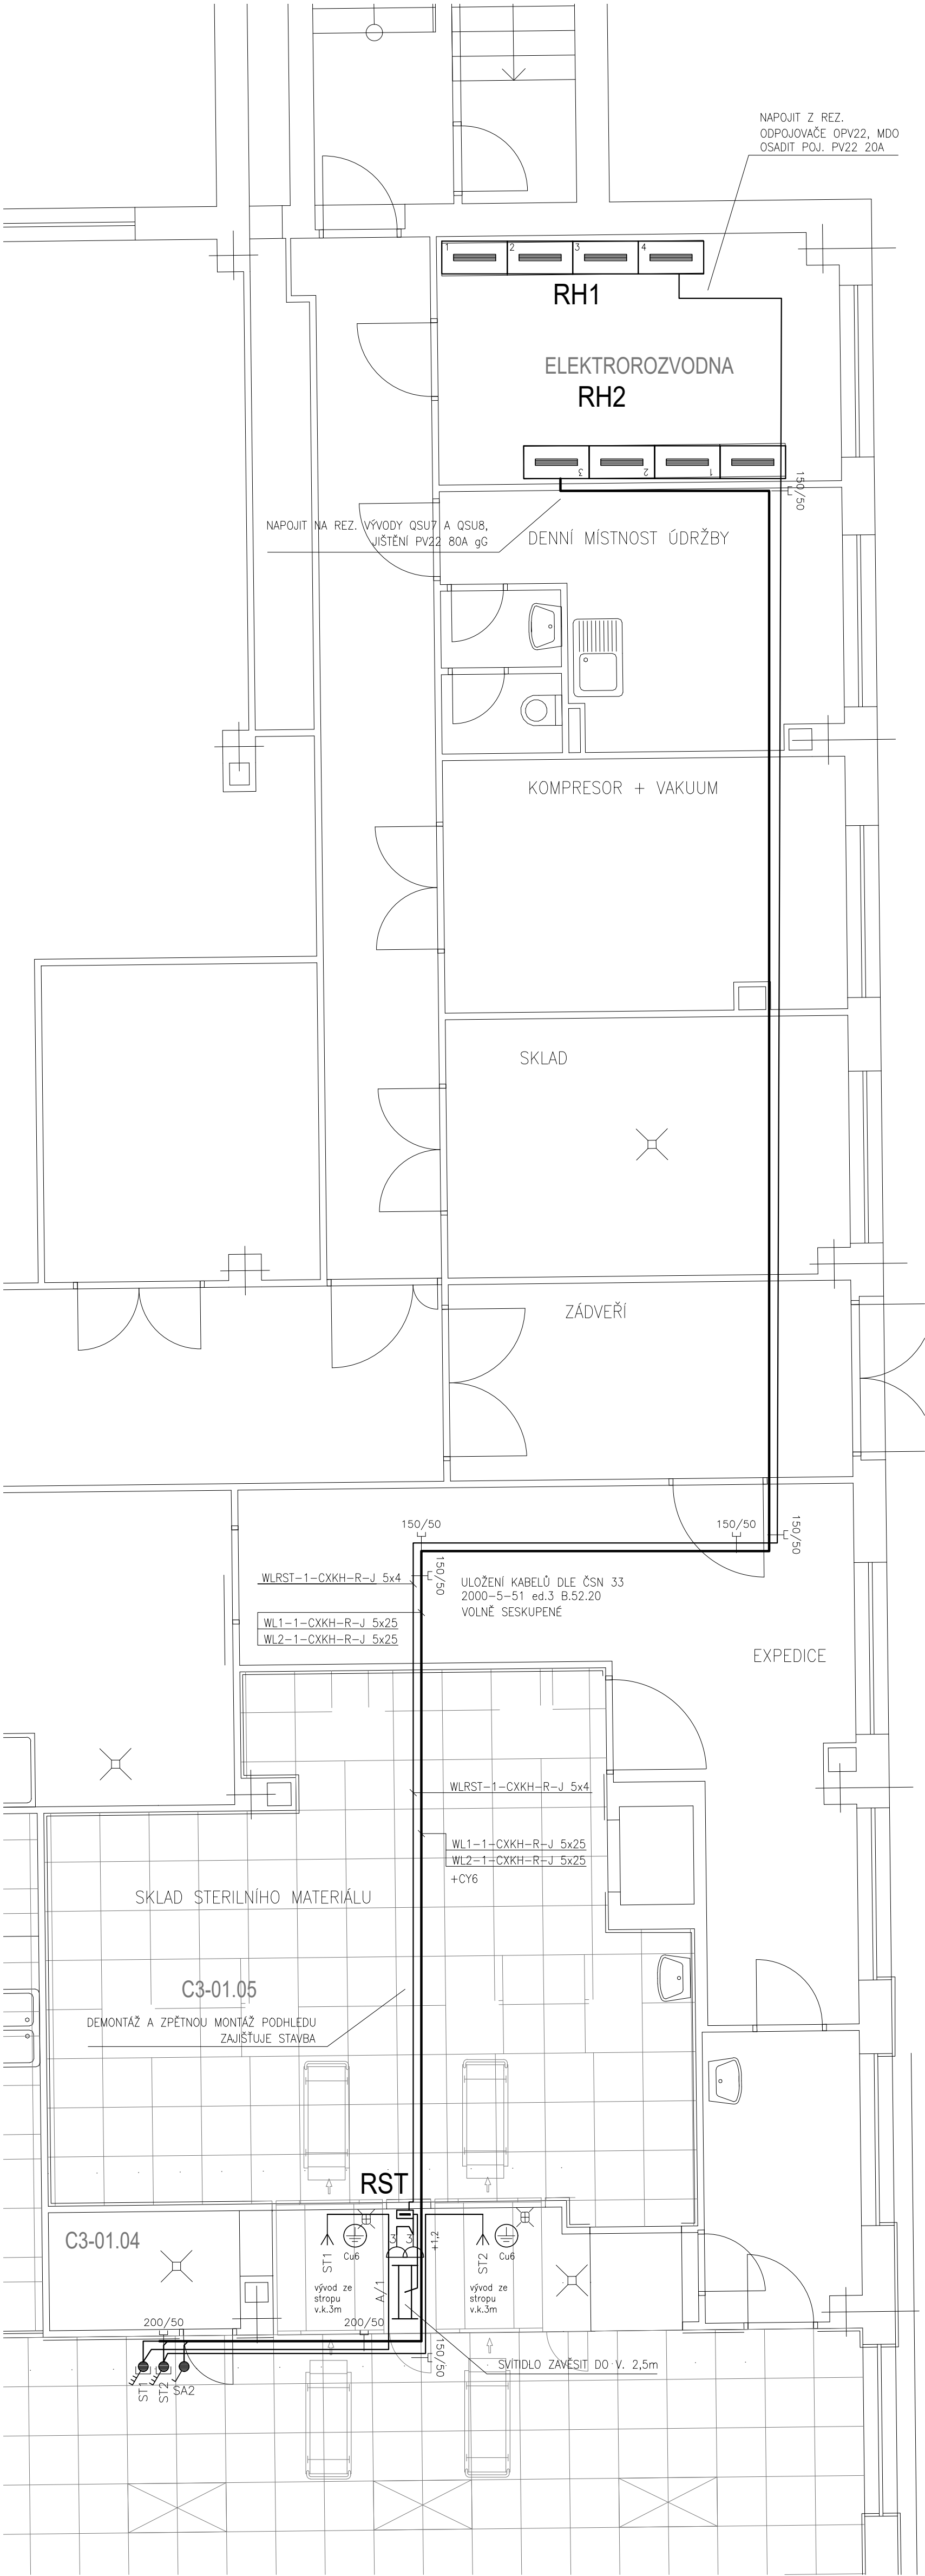 NAPOJIT Z REZ.
ODPOJOVAČE OPV22, MDO
OSADIT POJ. PV22 20A
1
2
3
4
RH1
ELEKTROROZVODNA
RH2
3
2
1
150/50
NAPOJIT NA REZ. VÝVODY QSU7 A QSU8,
JIŠTĚNÍ PV22 80A gG
DENNÍ MÍSTNOST ÚDRŽBY
KOMPRESOR + VAKUUM
SKLAD
ZÁDVEŘÍ
150/50
150/50
150/50
150/50
WLRST-1-CXKH-R-J 5x4
ULOŽENÍ KABELŮ DLE ČSN 33
2000-5-51 ed.3 B.52.20
VOLNĚ SESKUPENÉ
WL1-1-CXKH-R-J 5x25
WL2-1-CXKH-R-J 5x25
EXPEDICE
WLRST-1-CXKH-R-J 5x4
WL1-1-CXKH-R-J 5x25
WL2-1-CXKH-R-J 5x25
+CY6
SKLAD STERILNÍHO MATERIÁLU
C3-01.05
DEMONTÁŽ A ZPĚTNOU MONTÁŽ PODHLEDU
ZAJIŠŤUJE STAVBA
RST
C3-01.04
ST1
Cu6
3
3
+1,2
ST2
Cu6
vývod ze
stropu
v.k.3m
A/1
vývod ze
stropu
v.k.3m
200/50
200/50
150/50
SVÍTIDLO ZAVĚSIT DO V. 2,5m
ST1
ST2
SA2